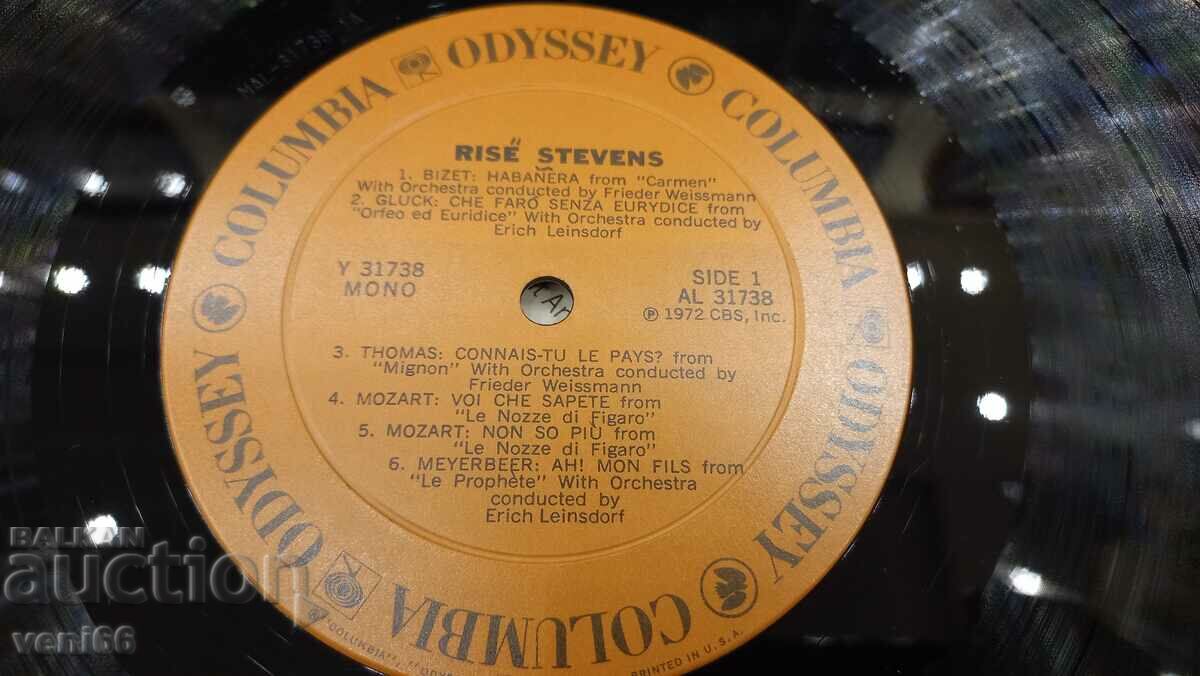 MAL-31738
COLUMBIA ODYSSEY COLUMBIA ODYSSEY COLUMBIA ODYSSEY
RISË STEVENS
1. BIZET: HABAÑERA from "Carmen"
With Orchestra conducted by Frieder Weissmann
2. GLUCK: CHE FARO SENZA EURYDICE from
"Orfeo ed Euridice" With Orchestra conducted by
Erich Leinsdorf
Y 31738
MONO
SIDE 1
AL 31738
℗ 1972 CBS, Inc.
3. THOMAS: CONNAIS-TU LE PAYS? from
"Mignon" With Orchestra conducted by
Frieder Weissmann
4. MOZART: VOI CHE SAPETE from
"Le Nozze di Figaro"
5. MOZART: NON SO PIÙ from
"Le Nozze di Figaro"
6. MEYERBEER: AH! MON FILS from
"Le Prophète" With Orchestra
conducted by
Erich Leinsdorf
"COLUMBIA", PRINTED IN U.S.A.
BALKAN
auction
veni66